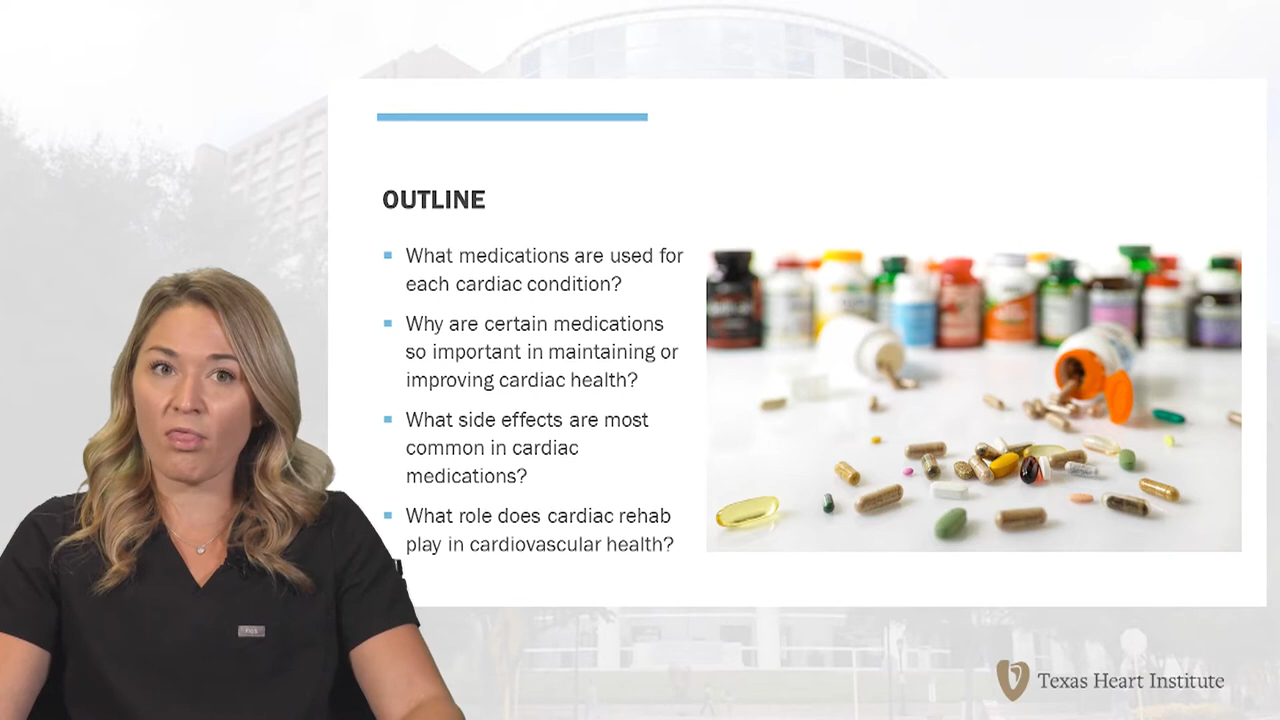 OUTLINE
What medications are used for
each cardiac condition?
Why are certain medications
so important in maintaining or
improving cardiac health?
What side effects are most
common in cardiac
medications?
What role does cardiac rehab
play in cardiovascular health?
Texas Heart Institute